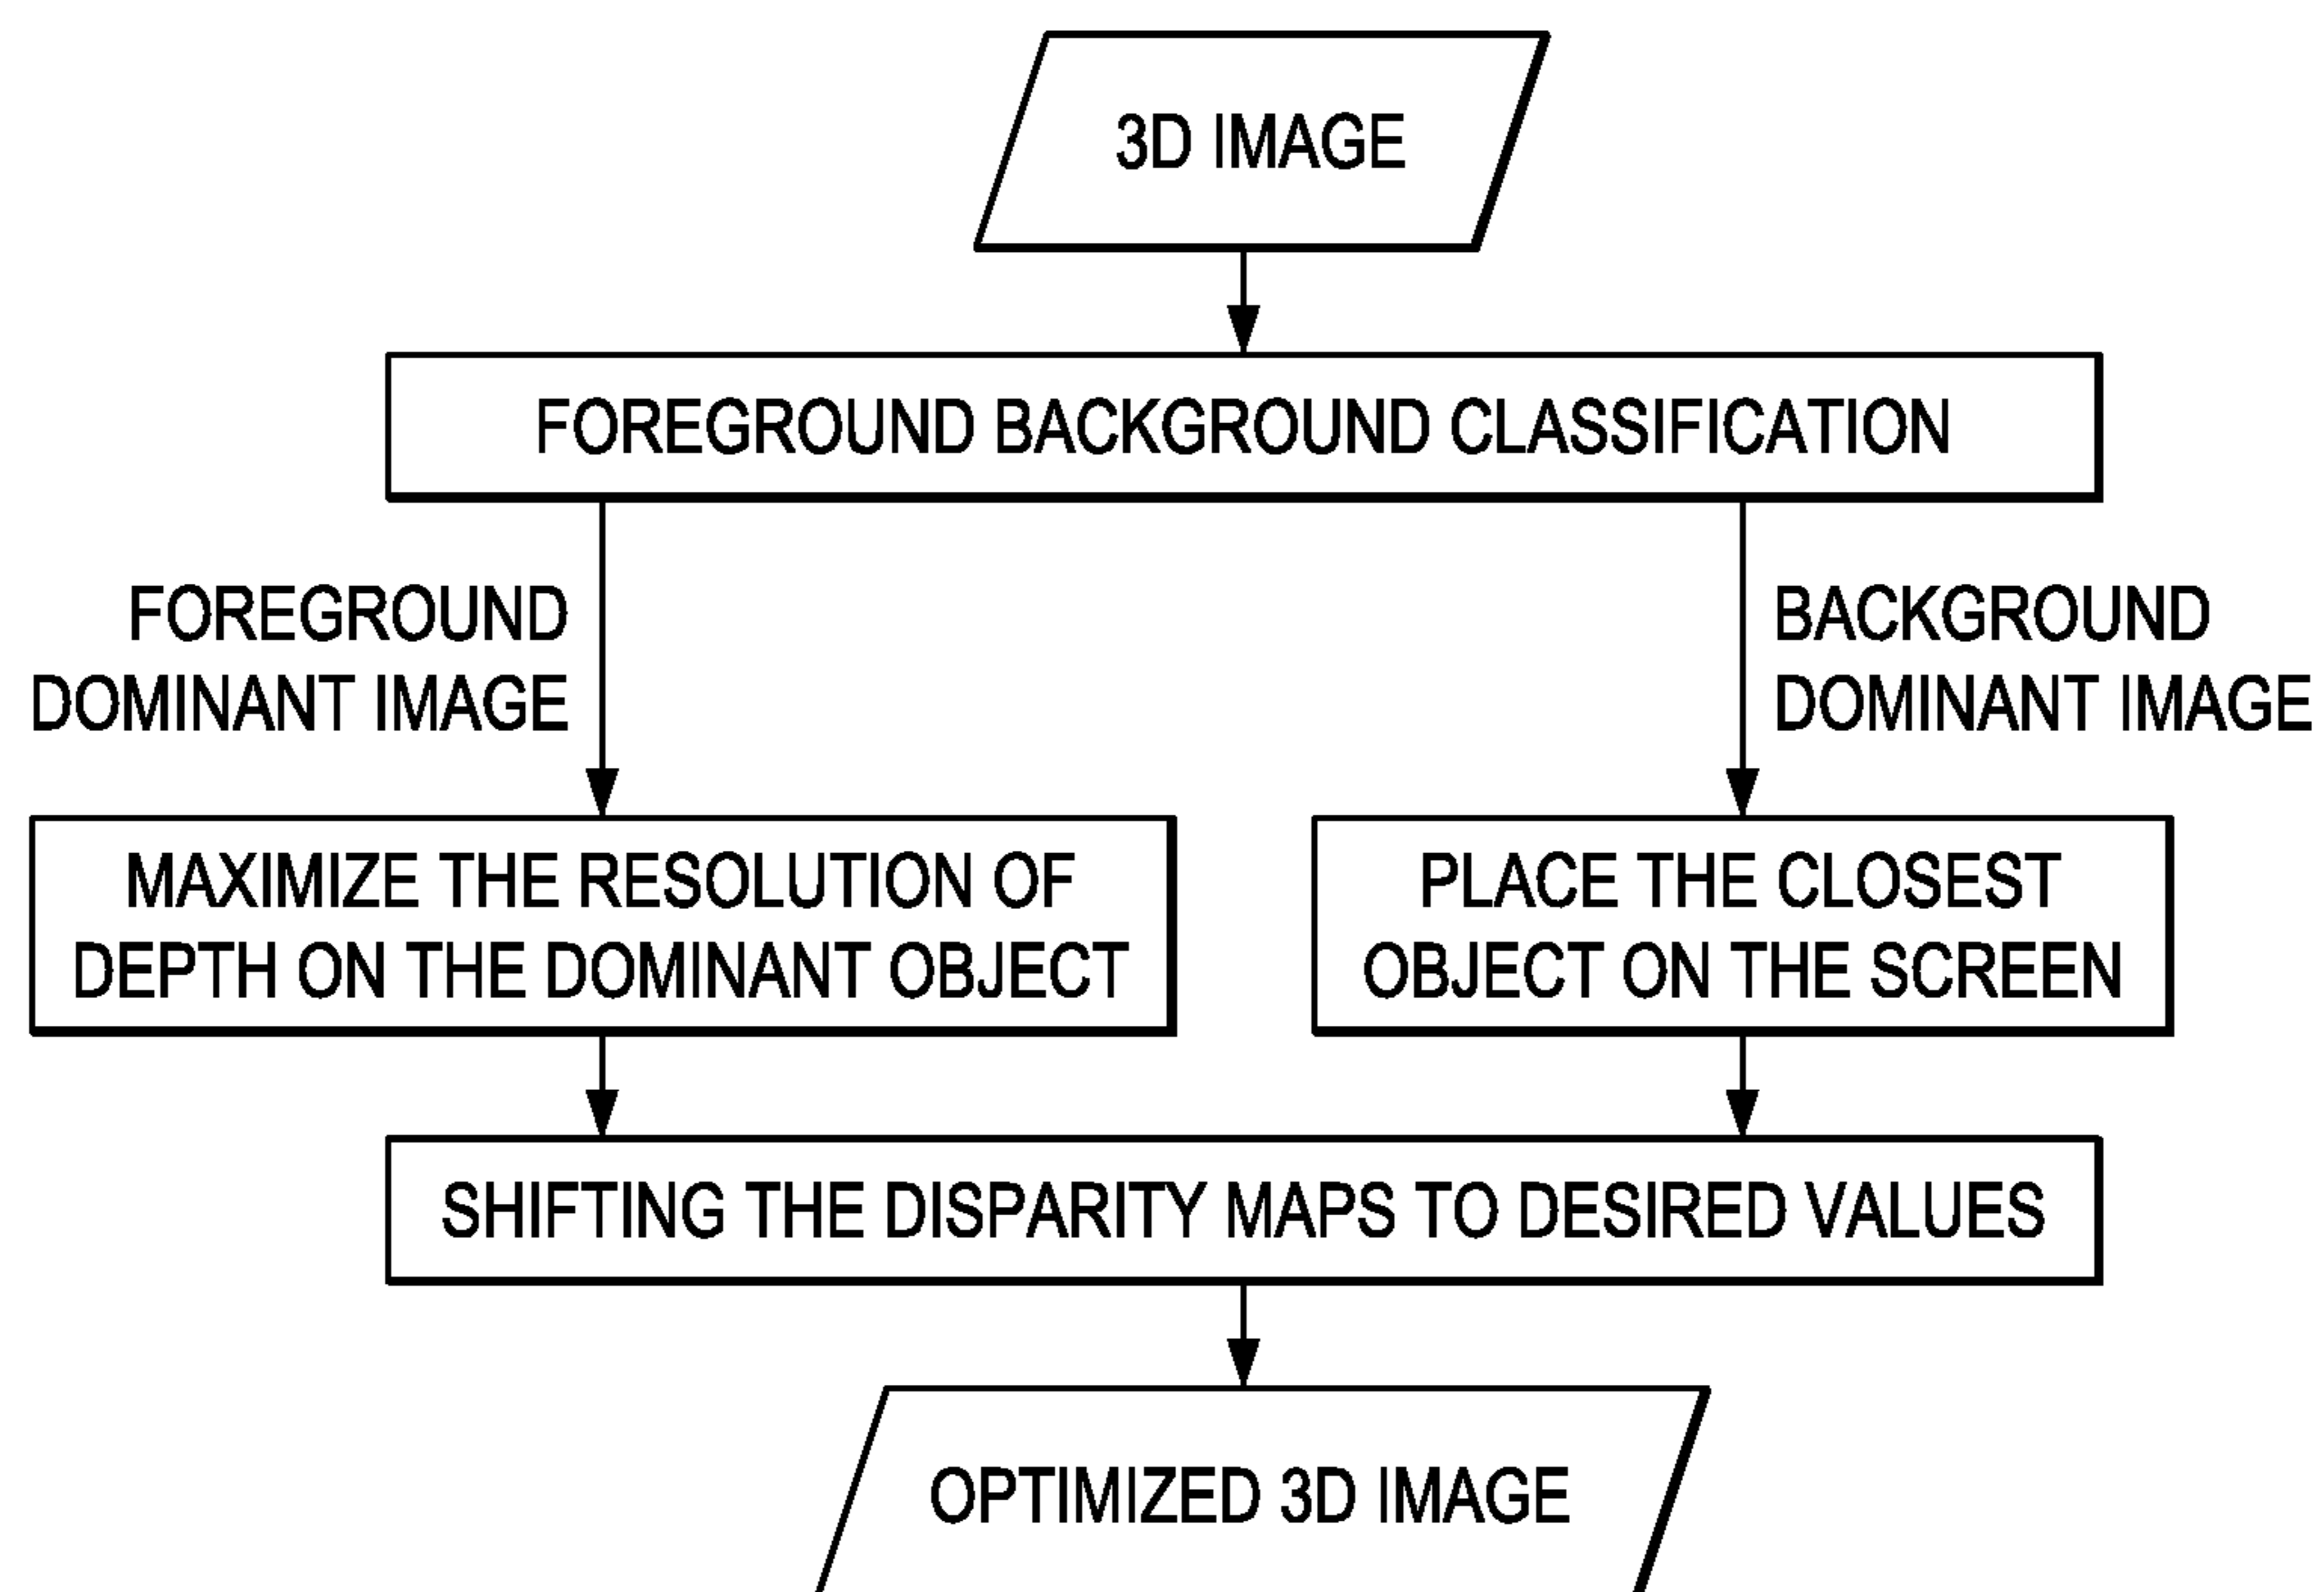 3D IMAGE
FOREGROUND BACKGROUND CLASSIFICATION
FOREGROUND
DOMINANT IMAGE
BACKGROUND
DOMINANT IMAGE
MAXIMIZE THE RESOLUTION OF
DEPTH ON THE DOMINANT OBJECT
PLACE THE CLOSEST
OBJECT ON THE SCREEN
SHIFTING THE DISPARITY MAPS TO DESIRED VALUES
OPTIMIZED 3D IMAGE